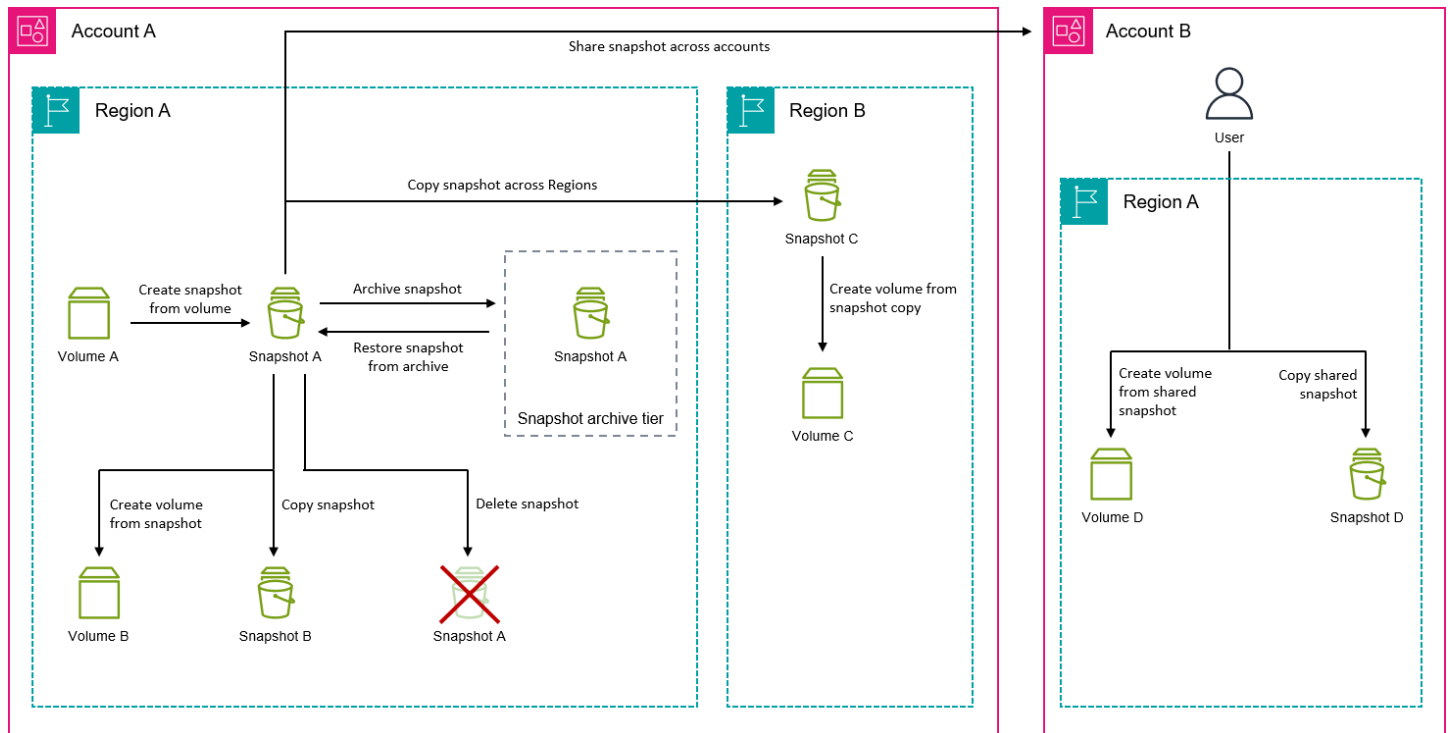 Account A
Share snapshot across accounts
Region A
Copy snapshot across Regions
Create snapshot
from volume
Volume A
Snapshot A
Archive snapshot
Restore snapshot
from archive
Snapshot A
Snapshot archive tier
Create volume
from snapshot
Copy snapshot
Delete snapshot
Volume B
Snapshot B
Snapshot A
Region B
Snapshot C
Create volume from
snapshot copy
Volume C
Account B
User
Region A
Create volume
from shared
snapshot
Copy shared
snapshot
Volume D
Snapshot D